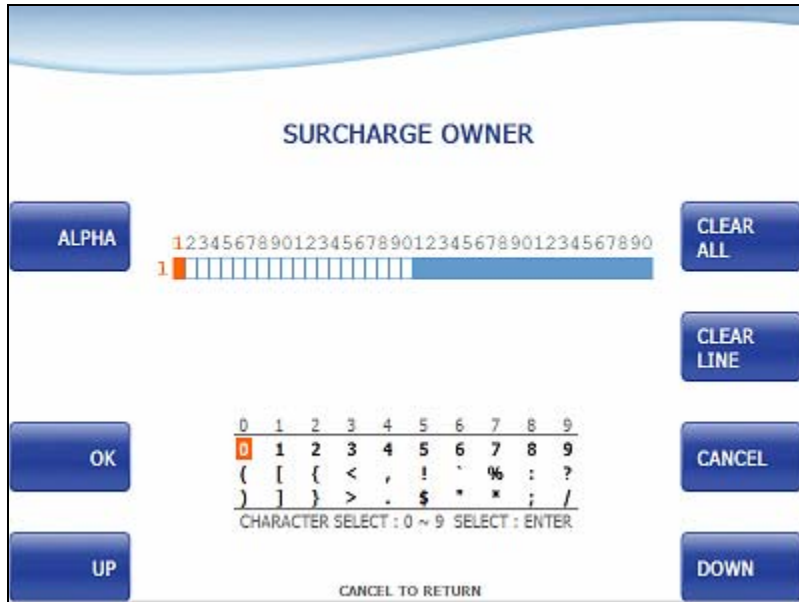 SURCHARGE OWNER
ALPHA
CLEAR
ALL
1234567890123456789012345678901234567890
1
CLEAR
LINE
0 1 2 3 4 5 6 7 8 9
0 1 2 3 4 5 6 7 8 9
( [ { < , ! ` % : ?
) ] } > . $ " * ; /
CHARACTER SELECT : 0 ~ 9 SELECT : ENTER
OK
CANCEL
UP
DOWN
CANCEL TO RETURN